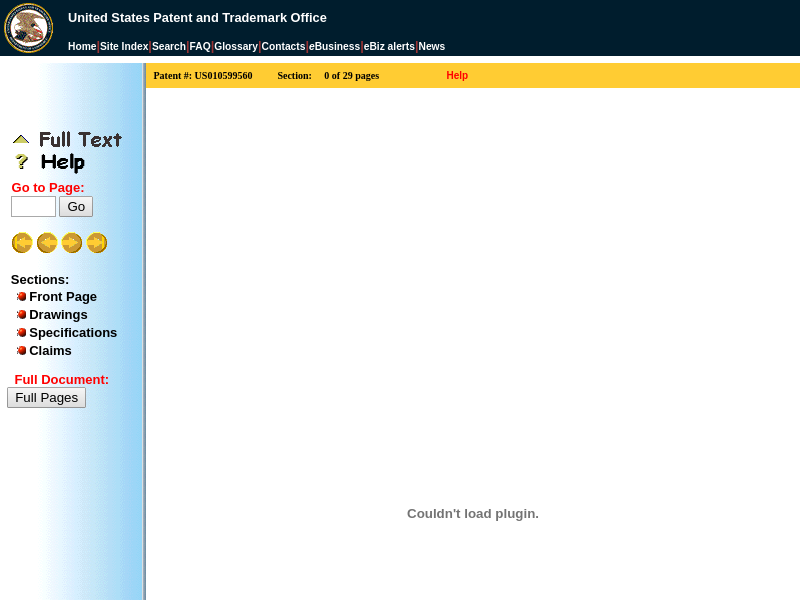 United States Patent and Trademark Office
Home|Site Index|Search|FAQ|Glossary|Contacts|eBusiness|eBiz alerts|News
Patent #: US010599560 Section: 0 of 29 pages Help
Full Text
? Help
Go to Page:
Go
Sections:
Front Page
Drawings
Specifications
Claims
Full Document:
Full Pages
Couldn't load plugin.